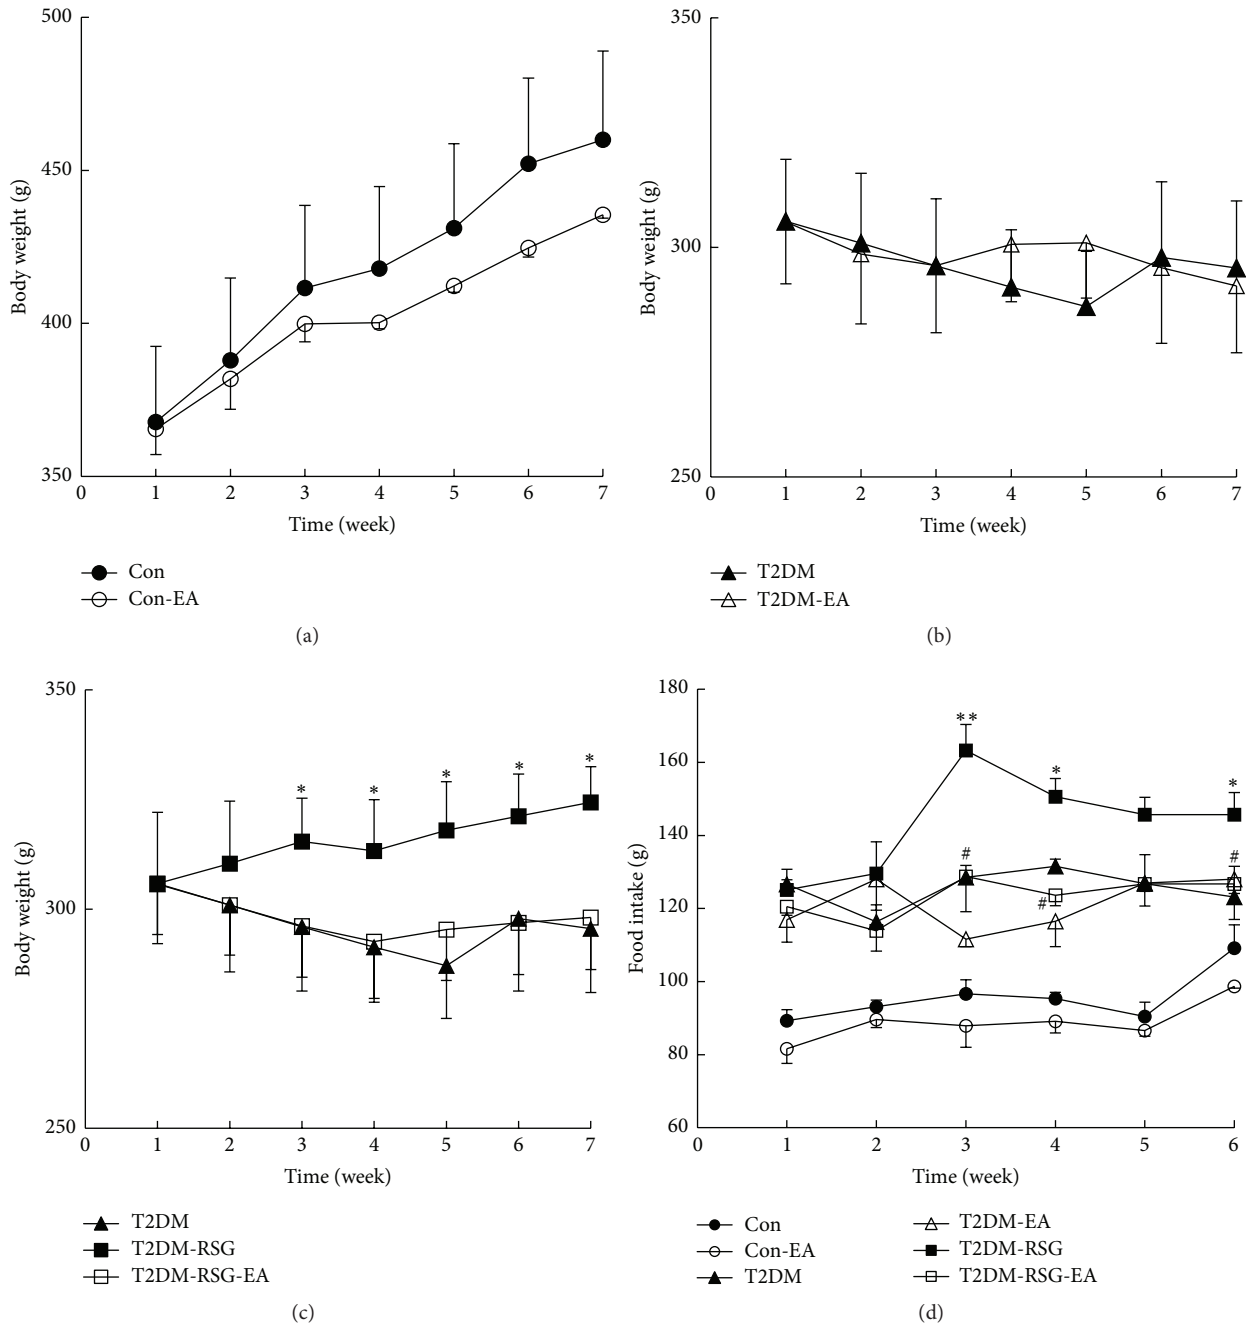 500
450
400
350
Body weight (g)
0
1
2
3
4
5
6
7
Time (week)
Con
Con-EA
(a)
350
300
250
Body weight (g)
0
1
2
3
4
5
6
7
Time (week)
T2DM
T2DM-EA
(b)
350
300
250
Body weight (g)
*
*
*
*
*
0
1
2
3
4
5
6
7
Time (week)
T2DM
T2DM-RSG
T2DM-RSG-EA
(c)
180
160
140
120
100
80
60
Food intake (g)
**
*
*
#
#
#
0
1
2
3
4
5
6
Time (week)
Con
Con-EA
T2DM
T2DM-EA
T2DM-RSG
T2DM-RSG-EA
(d)